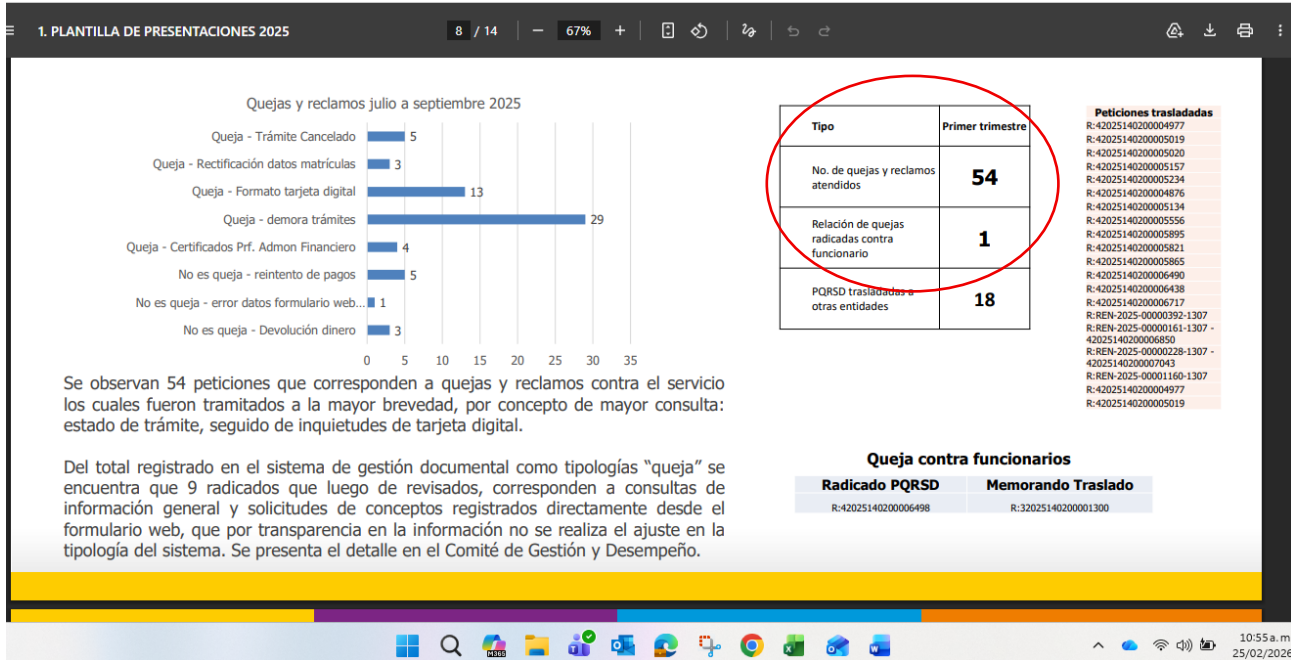 1. PLANTILLA DE PRESENTACIONES 2025
8 / 14
67%
Quejas y reclamos julio a septiembre 2025
Queja - Trámite Cancelado 5
Queja - Rectificación datos matrículas 3
Queja - Formato tarjeta digital 13
Queja - demora trámites 29
Queja - Certificados Prf. Admon Financiero 4
No es queja - reintento de pagos 5
No es queja - error datos formulario web... 1
No es queja - Devolución dinero 3
0 5 10 15 20 25 30 35
Se observan 54 peticiones que corresponden a quejas y reclamos contra el servicio
los cuales fueron tramitados a la mayor brevedad, por concepto de mayor consulta:
estado de trámite, seguido de inquietudes de tarjeta digital.
Del total registrado en el sistema de gestión documental como tipologías “queja” se
encuentra que 9 radicados que luego de revisados, corresponden a consultas de
información general y solicitudes de conceptos registrados directamente desde el
formulario web, que por transparencia en la información no se realiza el ajuste en la
tipología del sistema. Se presenta el detalle en el Comité de Gestión y Desempeño.
Tipo Primer trimestre
No. de quejas y reclamos
atendidos
54
Relación de quejas
radicadas contra
funcionario
1
PQRSD trasladadas a
otras entidades
18
Peticiones trasladadas
R:42025140200004977
R:42025140200005019
R:42025140200005020
R:42025140200005157
R:42025140200005234
R:42025140200004876
R:42025140200005134
R:42025140200005556
R:42025140200005895
R:42025140200005821
R:42025140200005865
R:42025140200006490
R:42025140200006438
R:42025140200006717
R:REN-2025-00000392-1307
R:REN-2025-00000161-1307 -
42025140200006850
R:REN-2025-00000228-1307 -
42025140200007043
R:REN-2025-00001160-1307
R:42025140200004977
R:42025140200005019
Queja contra funcionarios
Radicado PQRSD Memorando Traslado
R:42025140200006498 R:32025140200001300
M365
10:55 a. m
25/02/2026